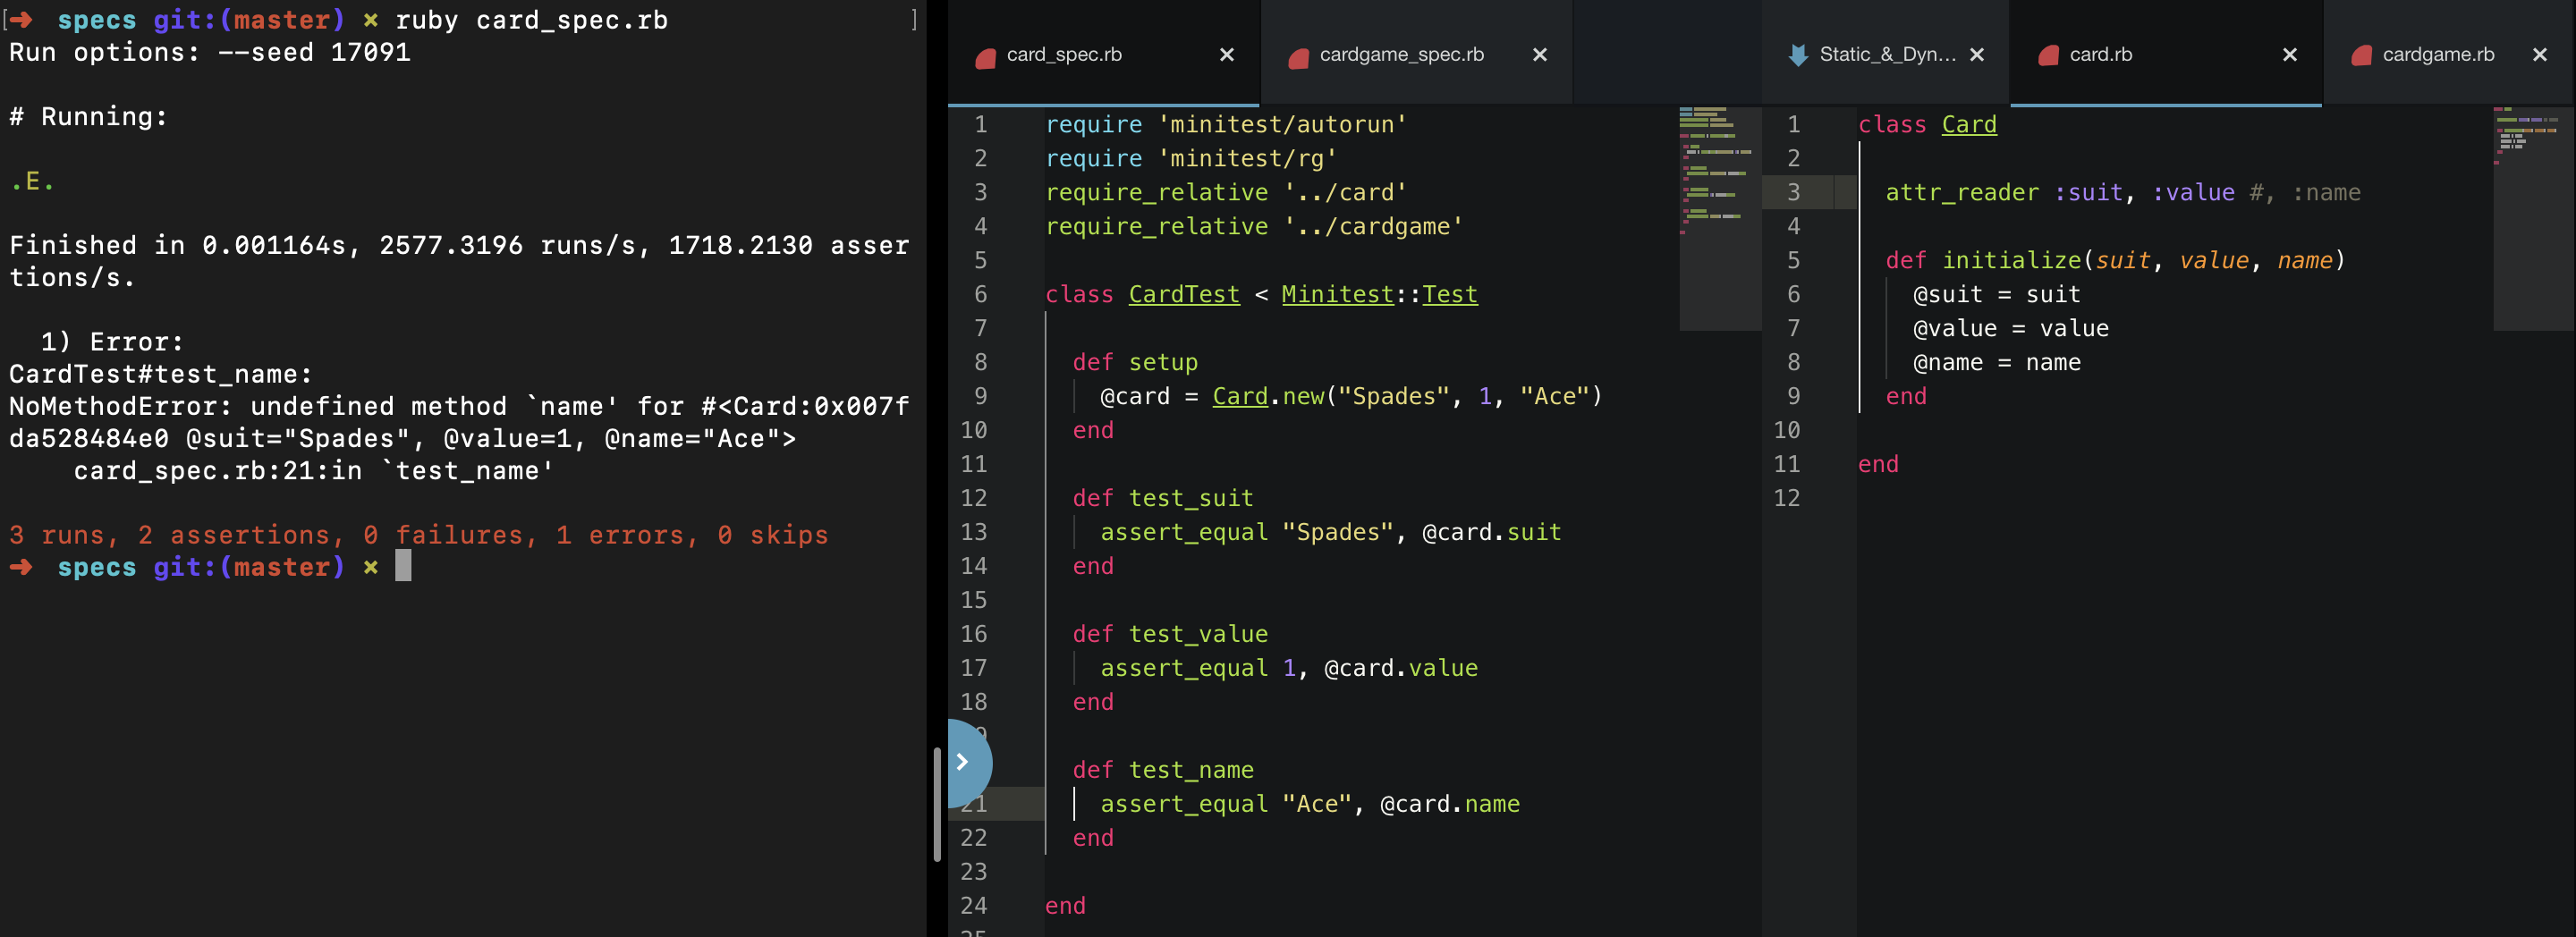 [➜ specs git:(master) × ruby card_spec.rb ]
Run options: --seed 17091
# Running:
.E.
Finished in 0.001164s, 2577.3196 runs/s, 1718.2130 asser
tions/s.
1) Error:
CardTest#test_name:
NoMethodError: undefined method `name' for #<Card:0x007f
da528484e0 @suit="Spades", @value=1, @name="Ace">
card_spec.rb:21:in `test_name'
3 runs, 2 assertions, 0 failures, 1 errors, 0 skips
➜ specs git:(master) ×
card_spec.rb × cardgame_spec.rb ×
1 require 'minitest/autorun'
2 require 'minitest/rg'
3 require_relative '../card'
4 require_relative '../cardgame'
5
6 class CardTest < Minitest::Test
7
8 def setup
9 @card = Card.new("Spades", 1, "Ace")
10 end
11
12 def test_suit
13 assert_equal "Spades", @card.suit
14 end
15
16 def test_value
17 assert_equal 1, @card.value
18 end
def test_name
21 assert_equal "Ace", @card.name
22 end
23
24 end
Static_&_Dyn... × card.rb × cardgame.rb ×
1 class Card
2
3 attr_reader :suit, :value #, :name
4
5 def initialize(suit, value, name)
6 @suit = suit
7 @value = value
8 @name = name
9 end
10
11 end
12